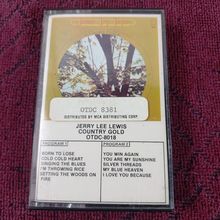 OTDC 8381
DISTRIBUTED BY MCA DISTRIBUTING CORP.
JERRY LEE LEWIS
COUNTRY GOLD
OTDC-8018
PROGRAM 1
BORN TO LOSE
COLD COLD HEART
SINGING THE BLUES
I'M THROWING RICE
SETTING THE WOODS ON
FIRE
PROGRAM 2
YOU WIN AGAIN
YOU ARE MY SUNSHINE
SILVER THREADS
MY BLUE HEAVEN
I LOVE YOU BECAUSE